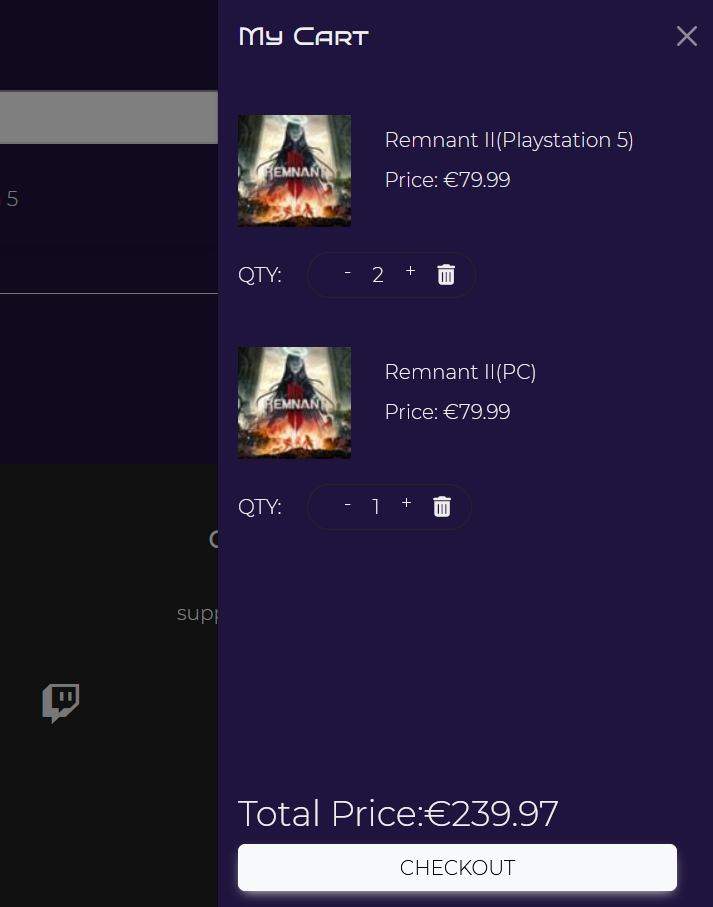 My Cart
5
REMNANT
Remnant II(Playstation 5)
Price: €79.99
QTY:
- 2 +
REMNANT
Remnant II(PC)
Price: €79.99
QTY:
- 1 +
supp
Total Price:€239.97
CHECKOUT